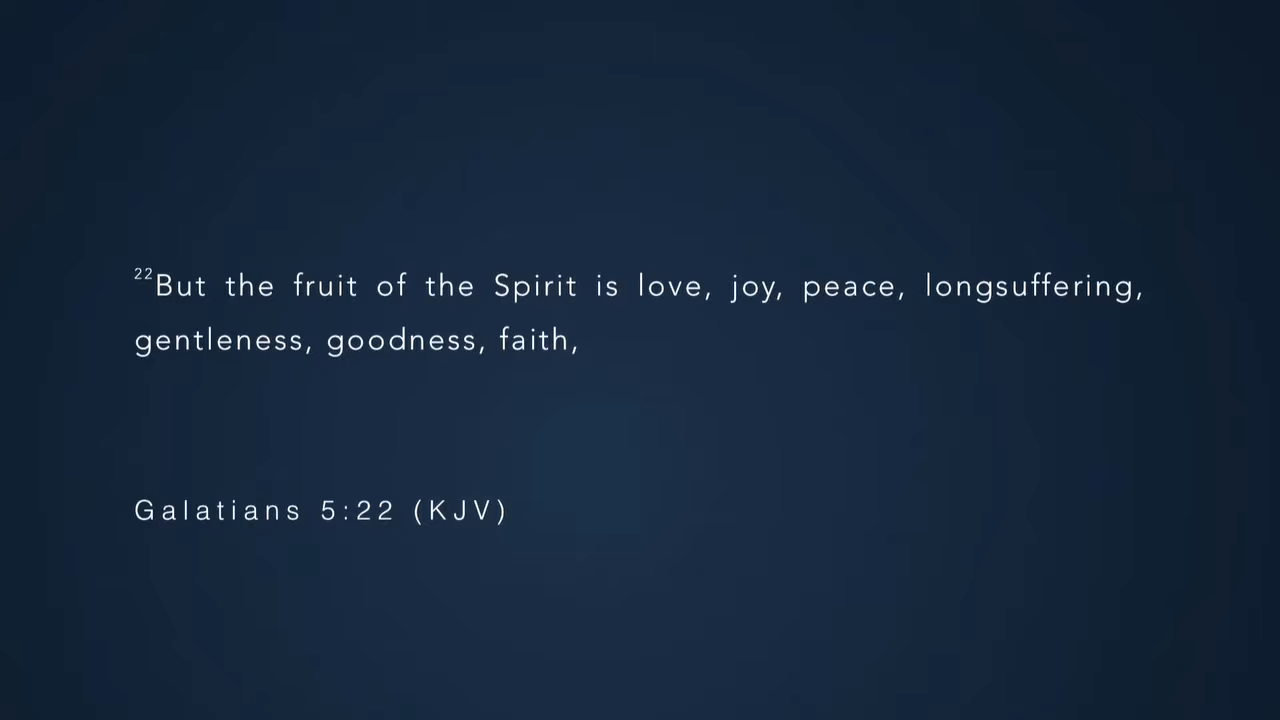 22But the fruit of the Spirit is love, joy, peace, longsuffering,
gentleness, goodness, faith,
Galatians 5:22 (KJV)